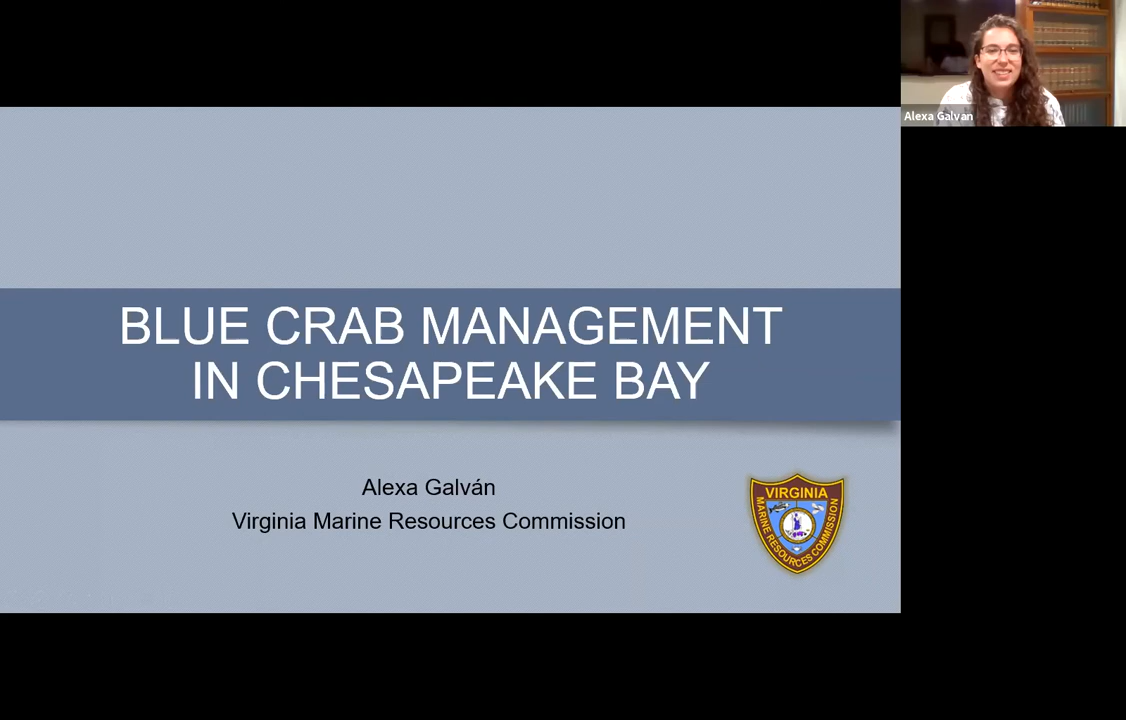 Alexa Galvan
BLUE CRAB MANAGEMENT
IN CHESAPEAKE BAY
Alexa Galván
Virginia Marine Resources Commission
VIRGINIA
MARINE RESOURCES COMMISSION